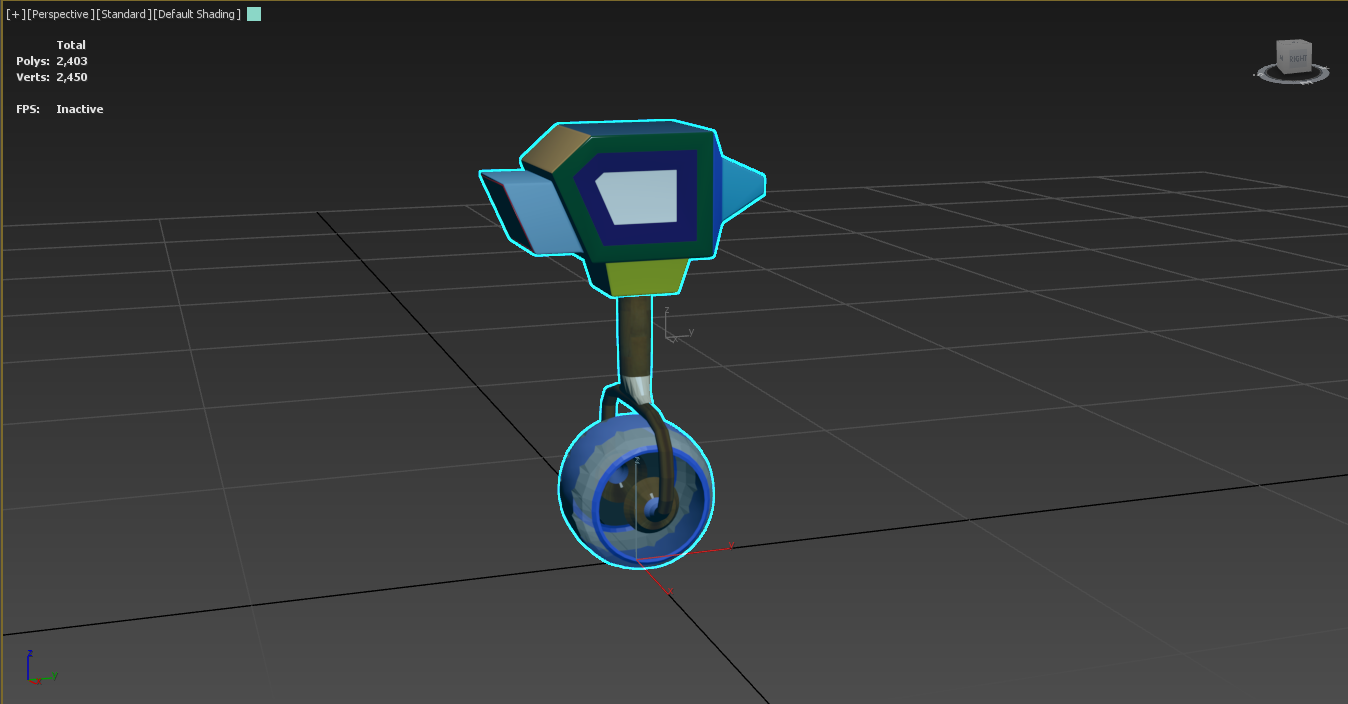 [+][Perspective][Standard][Default Shading]
Total
Polys: 2,403
Verts: 2,450
FPS: Inactive
RIGHT
z
y
z
x
z
y
x